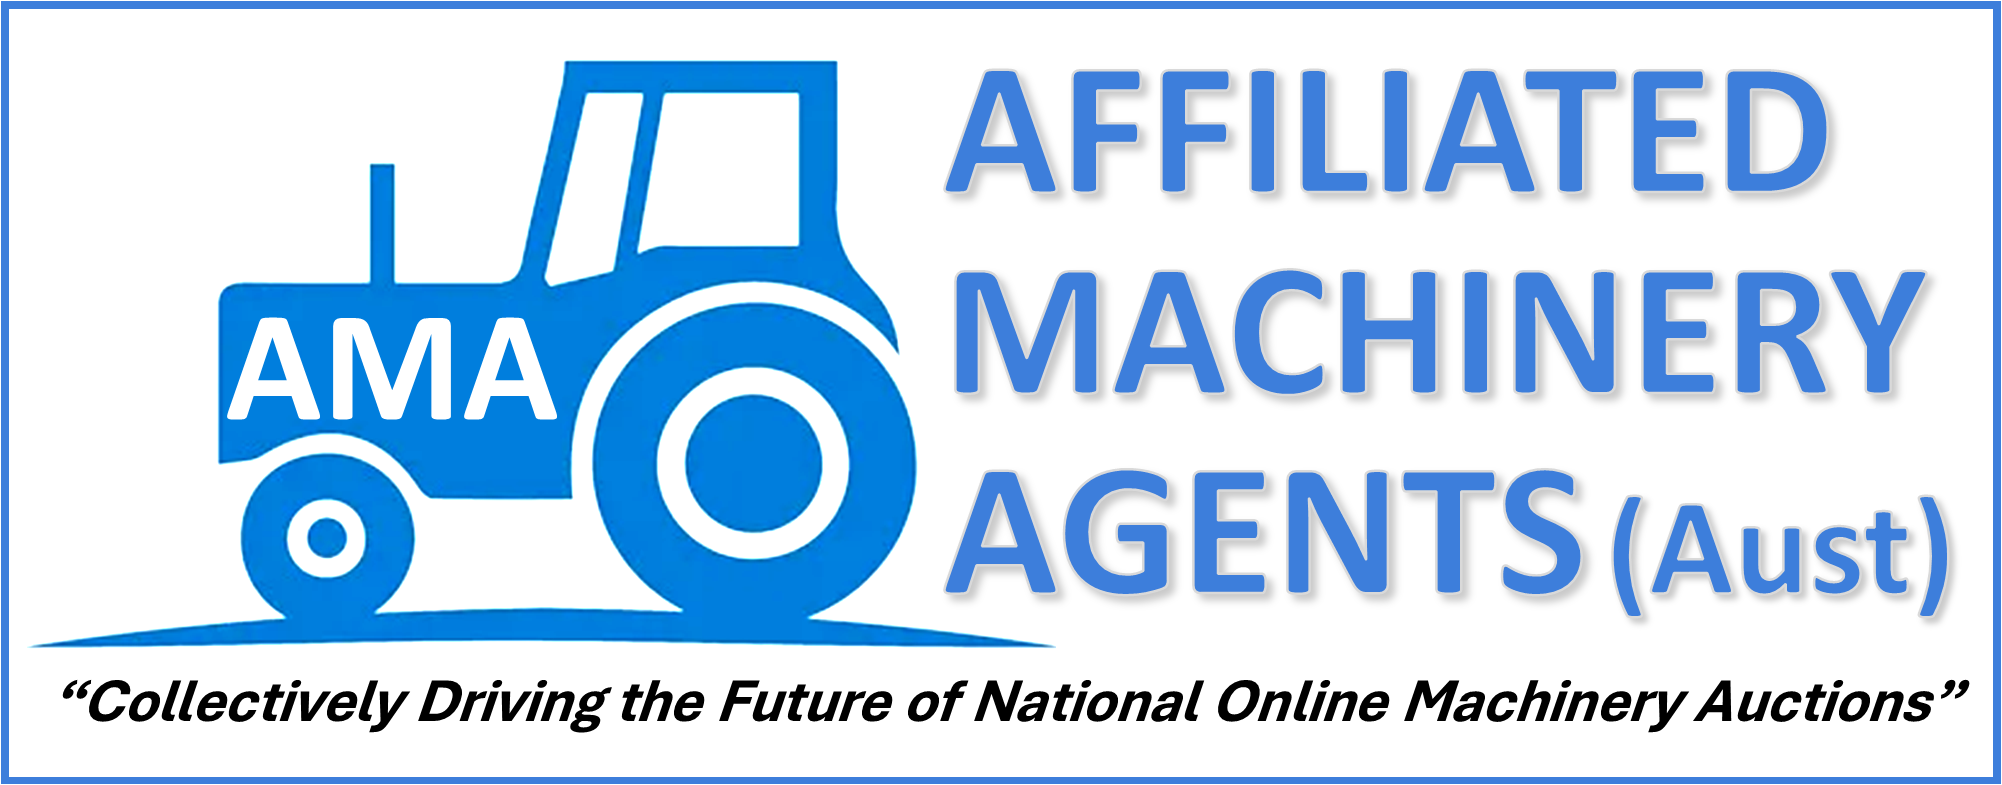 AMA
AFFILIATED
MACHINERY
AGENTS (Aust)
“Collectively Driving the Future of National Online Machinery Auctions”